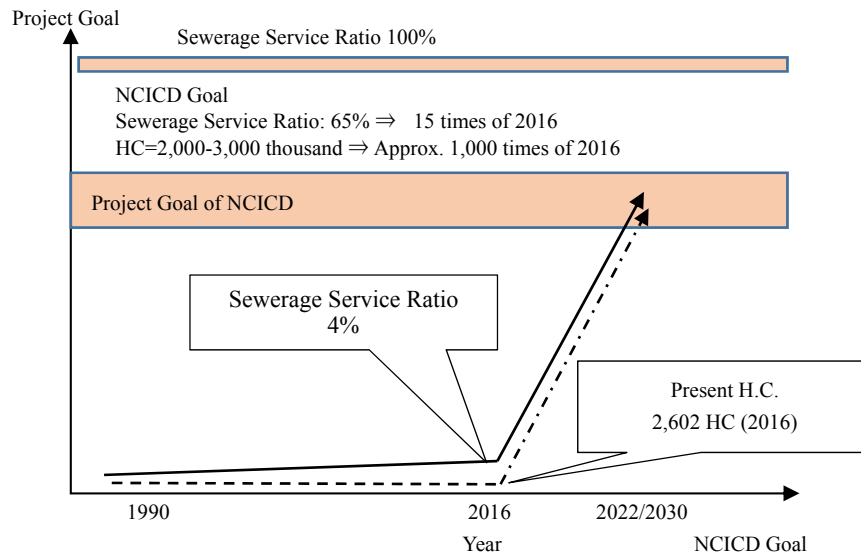 Project Goal
Sewerage Service Ratio 100%
NCICD Goal
Sewerage Service Ratio: 65% ⇒ 15 times of 2016
HC=2,000-3,000 thousand ⇒ Approx. 1,000 times of 2016
Project Goal of NCICD
Sewerage Service Ratio
4%
Present H.C.
2,602 HC (2016)
1990
2016
2022/2030
Year
NCICD Goal